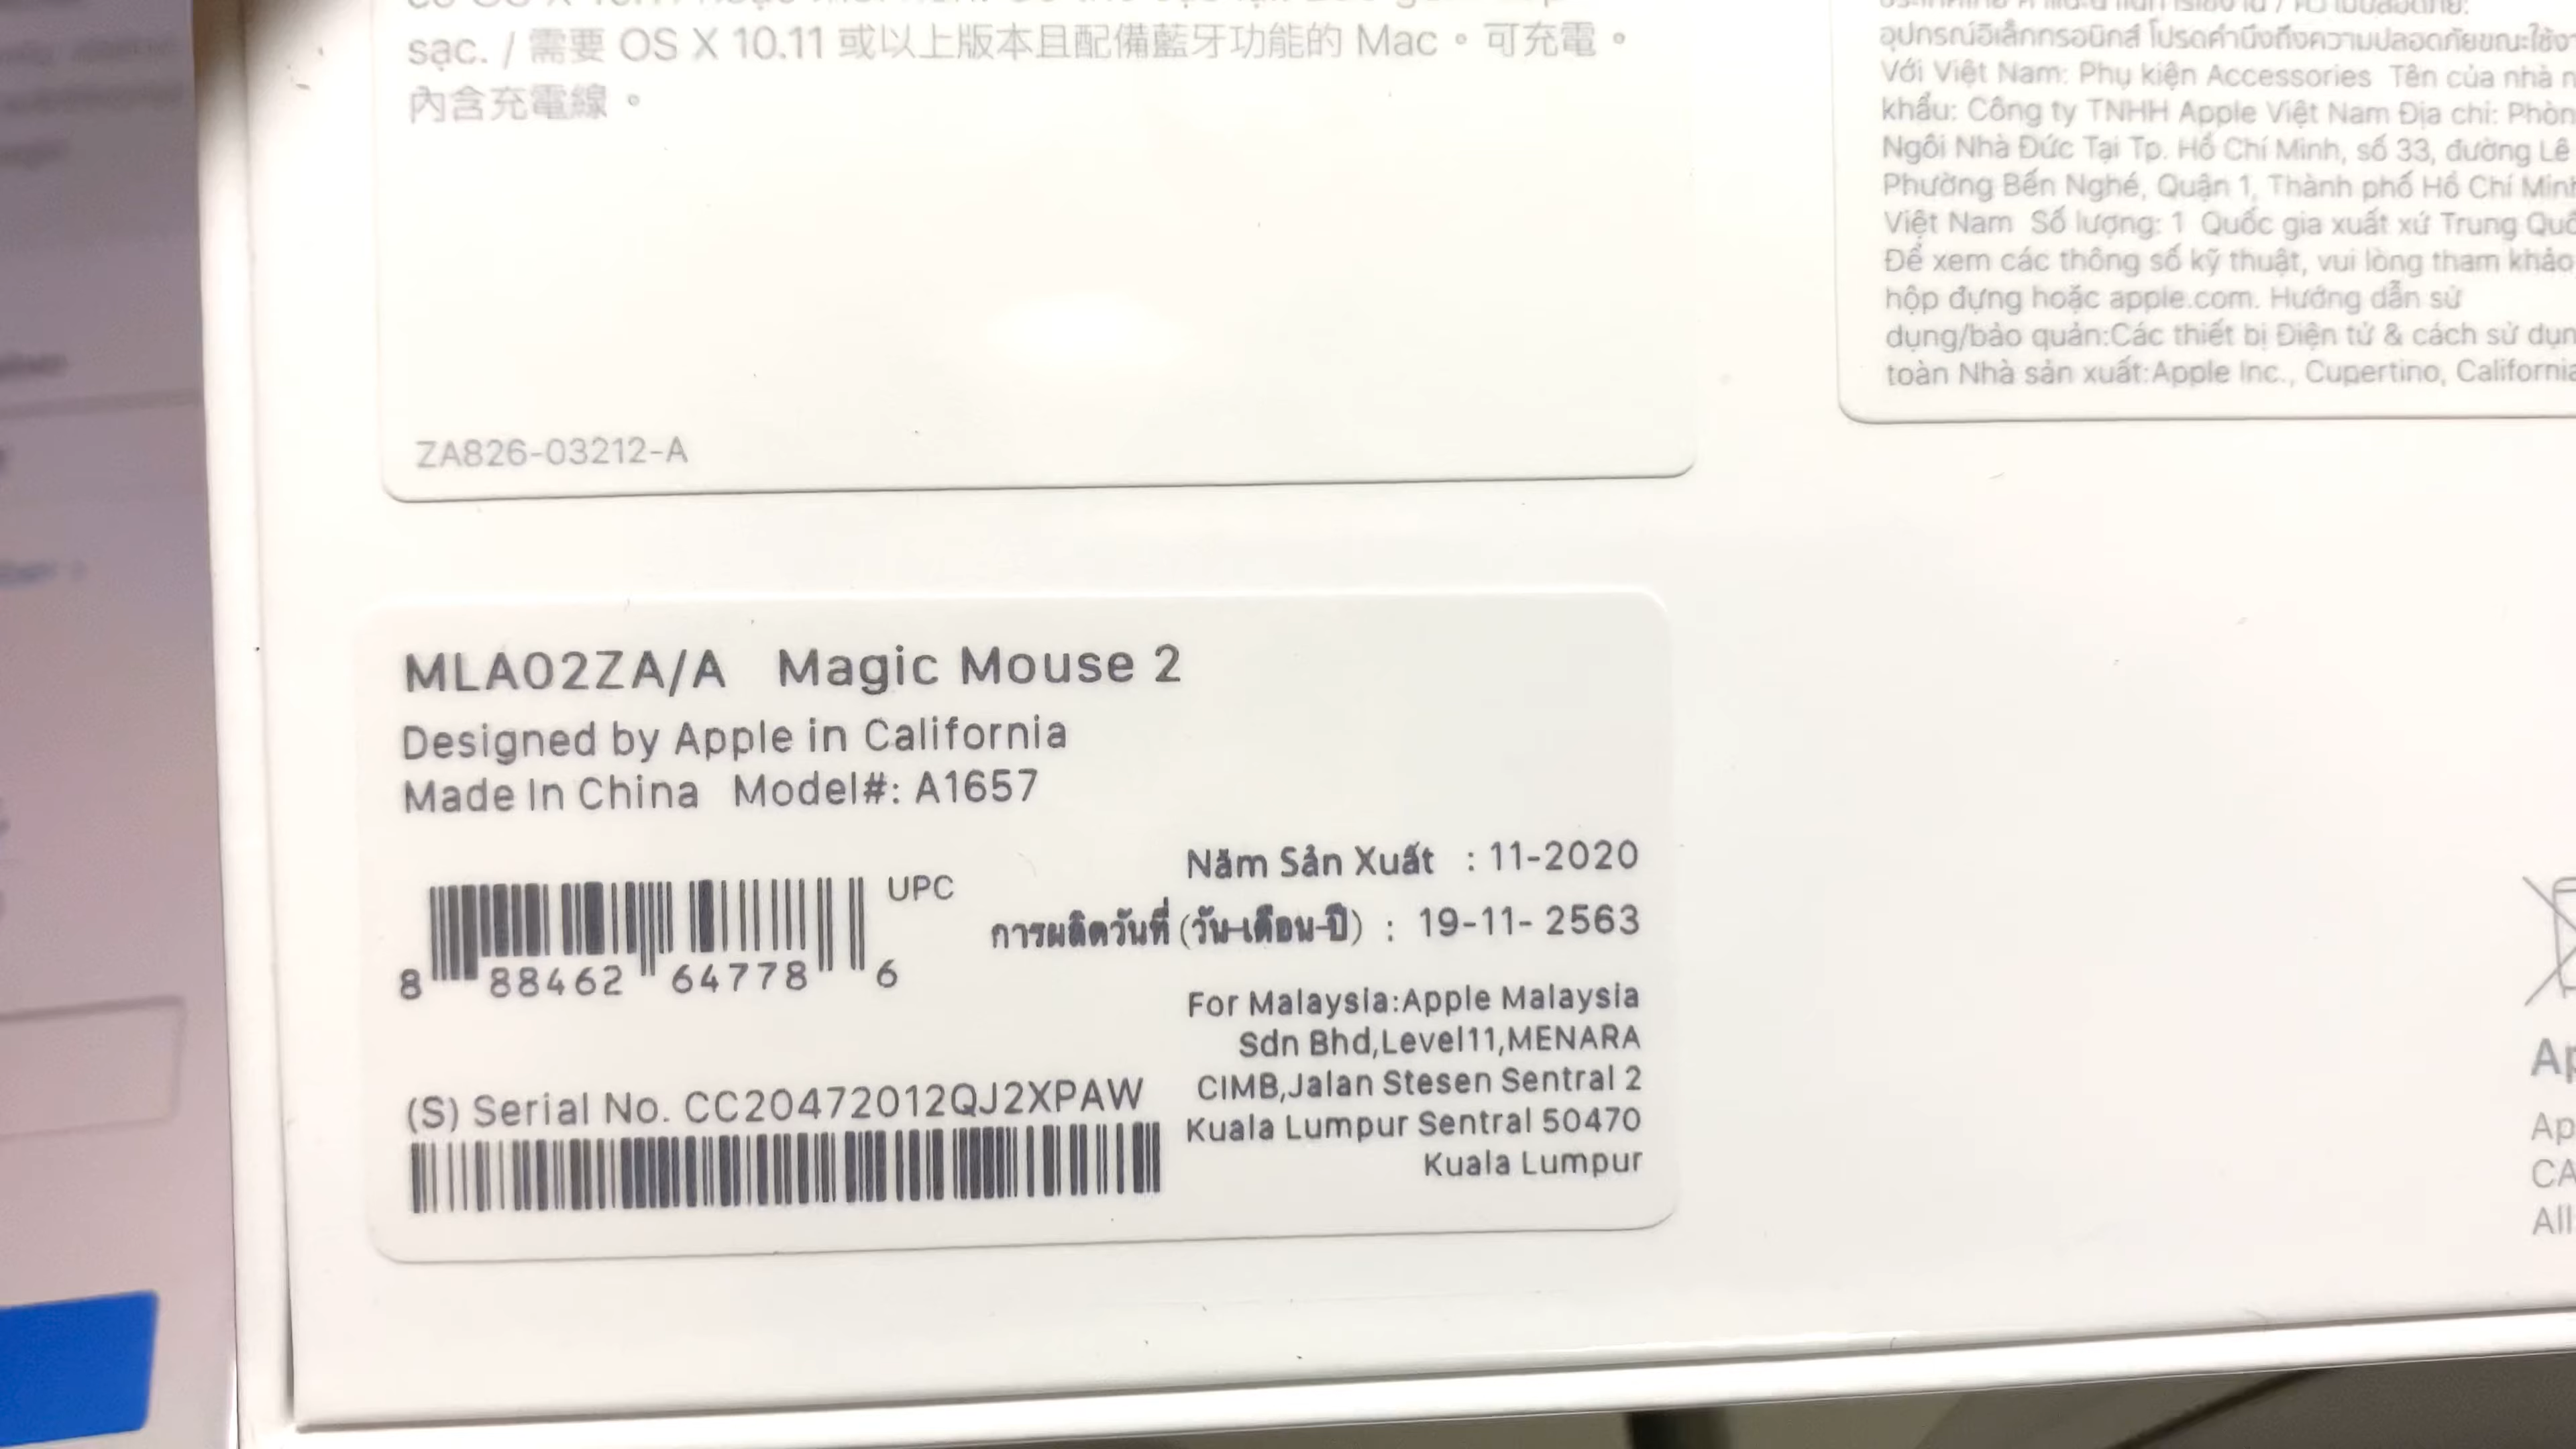 sạc. / 需要 OS X 10.11 或以上版本且配備藍牙功能的 Mac。可充電。
內含充電線。
ZA826-03212-A
อุปกรณ์อิเล็กทรอนิกส์ โปรดคำนึงถึงความปลอดภัยขณะใช้
Với Việt Nam: Phụ kiện Accessories Tên của nhà
khẩu: Công ty TNHH Apple Việt Nam Địa chỉ:
Ngôi Nhà Đức Tại Tp. Hồ Chí Minh, số 33, đường Lê
Phường Bến Nghé, Quận 1, Thành phố Hồ Chí
Việt Nam Số lượng: 1 Quốc gia xuất xứ Trung
Để xem các thông số kỹ thuật, vui lòng tham khảo
hộp đựng hoặc apple.com. Hướng dẫn sử
dụng/bảo quản:Các thiết bị Điện tử & cách sử
toàn Nhà sản xuất:Apple Inc., Cupertino, California
MLA02ZA/A Magic Mouse 2
Designed by Apple in California
Made In China Model#: A1657
UPC
8 88462 64778 6
Năm Sản Xuất : 11-2020
การผลิตวันที่ (วัน-เดือน-ปี) : 19-11- 2563
For Malaysia:Apple Malaysia
Sdn Bhd,Level11,MENARA
CIMB,Jalan Stesen Sentral 2
Kuala Lumpur Sentral 50470
Kuala Lumpur
(S) Serial No. CC20472012QJ2XPAW
Ap
Ap
CA
All